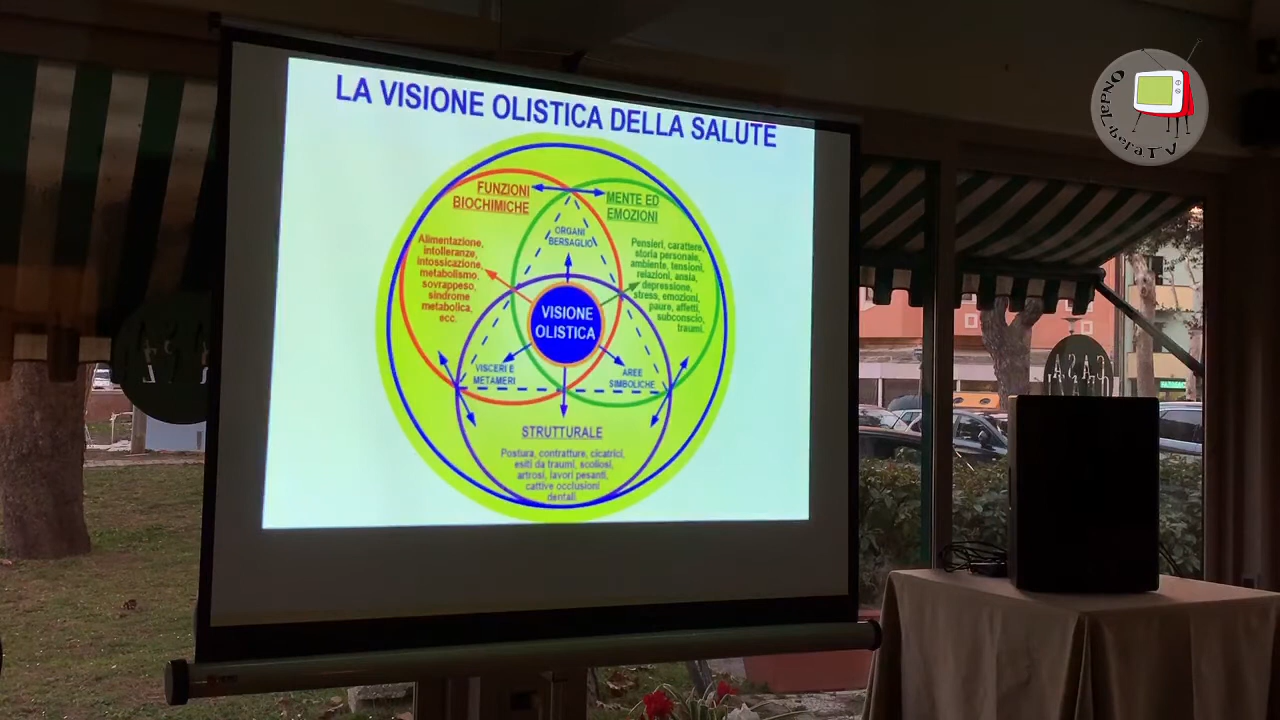 LA VISIONE OLISTICA DELLA SALUTE
FUNZIONI
BIOCHIMICHE
MENTE ED
EMOZIONI
ORGANI
BERSAGLIO
Alimentazione,
intolleranze,
intossicazione,
metabolismo,
sovrappeso,
sindrome
metabolica,
ecc.
Pensieri, carattere,
storia personale,
ambiente, tensioni,
relazioni, ansia,
depressione,
stress, emozioni,
paure, affetti,
subconscio,
traumi.
VISIONE
OLISTICA
VISCERI E
METAMERI
AREE
SIMBOLICHE
STRUTTURALE
Postura, contratture, cicatrici,
esiti da traumi, scoliosi,
artrosi, lavori pesanti,
cattive occlusioni
dentali.
OndaLiberaTV
CASA